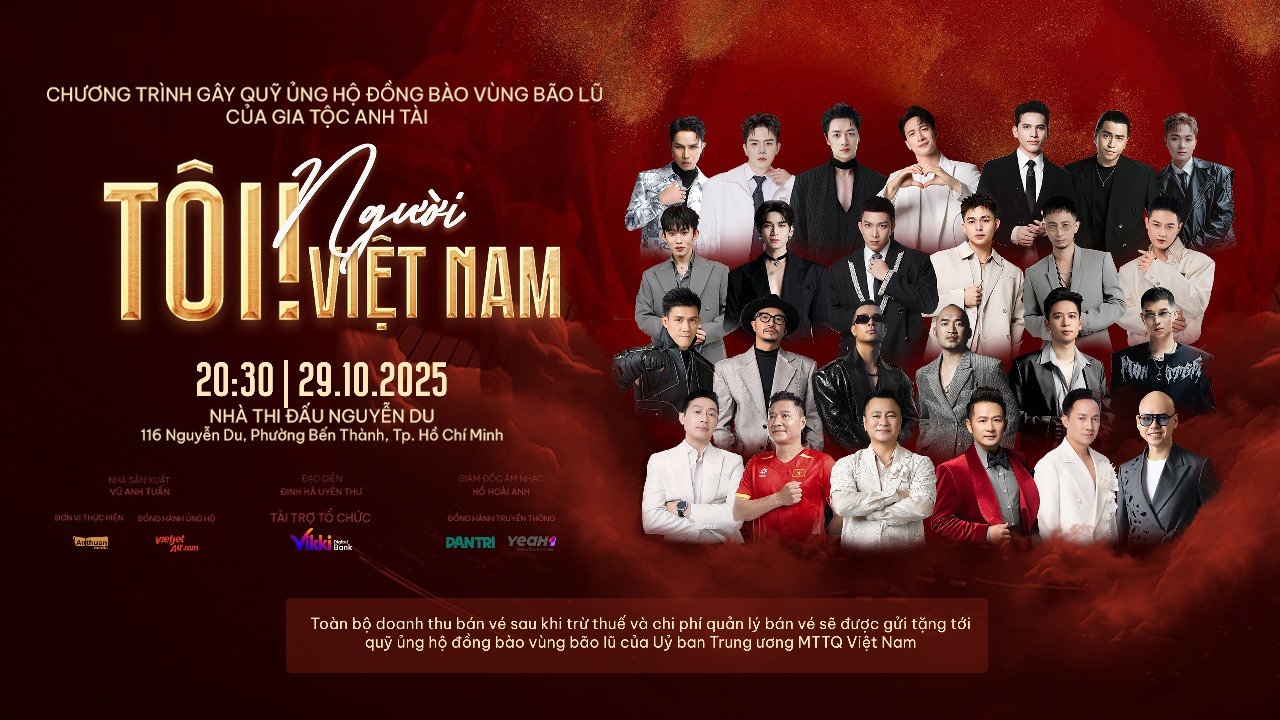 CHƯƠNG TRÌNH GÂY QUỸ ỦNG HỘ ĐỒNG BÀO VÙNG BÃO LŨ
CỦA GIA TỘC ANH TÀI
TÔI! Người
VIỆT NAM
20:30 | 29.10.2025
NHÀ THI ĐẤU NGUYỄN DU
116 Nguyễn Du, Phường Bến Thành, Tp. Hồ Chí Minh
NHÀ SẢN XUẤT
VŨ ANH TUẤN
ĐẠO DIỄN
ĐINH HÀ UYÊN THƯ
GIÁM ĐỐC ÂM NHẠC
HỒ HOÀI ANH
ĐƠN VỊ THỰC HIỆN
Anthuan
media
ĐỒNG HÀNH ỦNG HỘ
vietjet
Air.com
TÀI TRỢ TỔ CHỨC
Vikki Digital
Bank
ĐỒNG HÀNH TRUYỀN THÔNG
DANTRI
YEAH1
Toàn bộ doanh thu bán vé sau khi trừ thuế và chi phí quản lý bán vé sẽ được gửi tặng tới
quỹ ủng hộ đồng bào vùng bão lũ của Uỷ ban Trung ương MTTQ Việt Nam